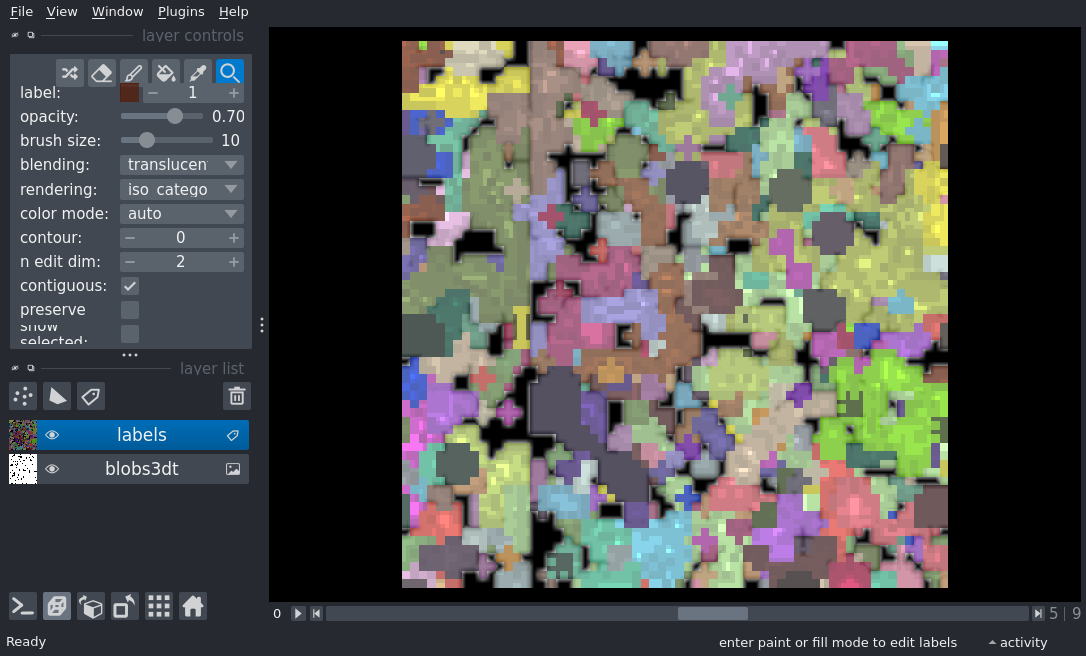 File View Window Plugins Help
layer controls
label: 1
opacity: 0.70
brush size: 10
blending: translucen
rendering: iso_catego
color mode: auto
contour: 0
n edit dim: 2
contiguous:
preserve
show
selected:
layer list
labels
blobs3dt
0 5 | 9
Ready enter paint or fill mode to edit labels activity